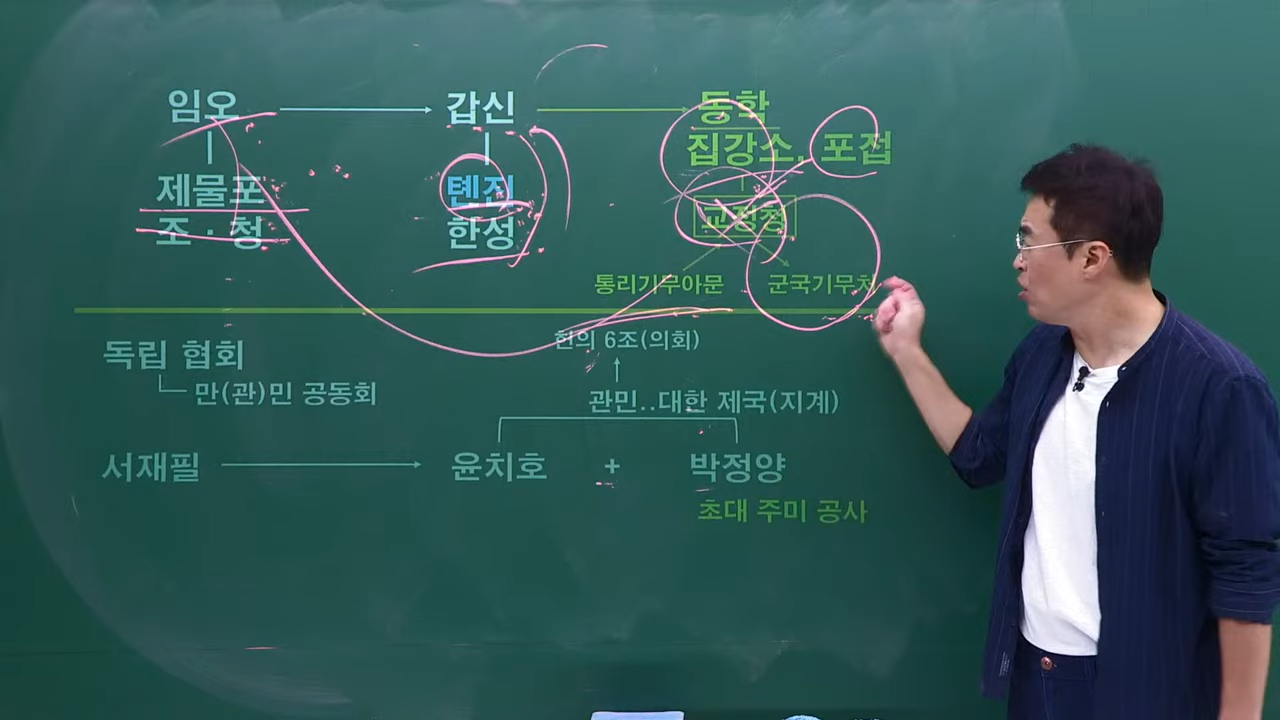 임오 → 갑신 → 동학
집강소, 포접
제물포
톈진
교정청
조·청
한성
통리기무아문
군국기무처
헌의 6조(의회)
독립 협회
만(관)민 공동회
관민..대한 제국(지계)
서재필 → 윤치호 + 박정양
초대 주미 공사